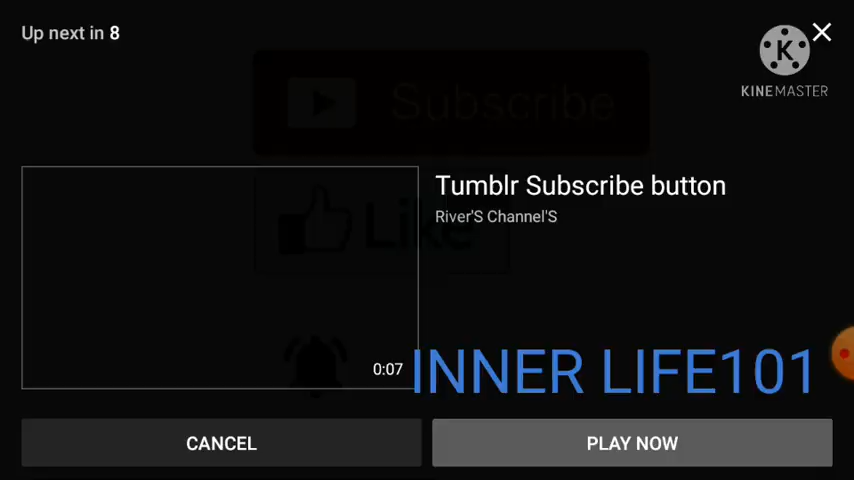 Up next in 8
KINEMASTER
Subscribe
Tumblr Subscribe button
River'S Channel'S
Like
0:07
INNER LIFE101
CANCEL
PLAY NOW